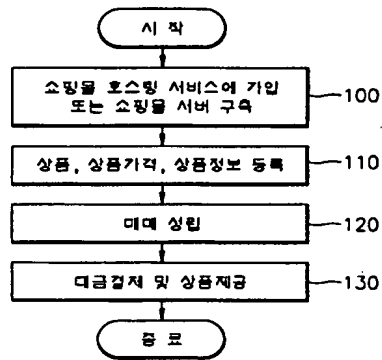 시 작
쇼핑몰 호스팅 서비스에 가입
또는 쇼핑몰 서버 구축
100
상품, 상품가격, 상품정보 등록
110
매매 성립
120
대금결제 및 상품제공
130
종 료